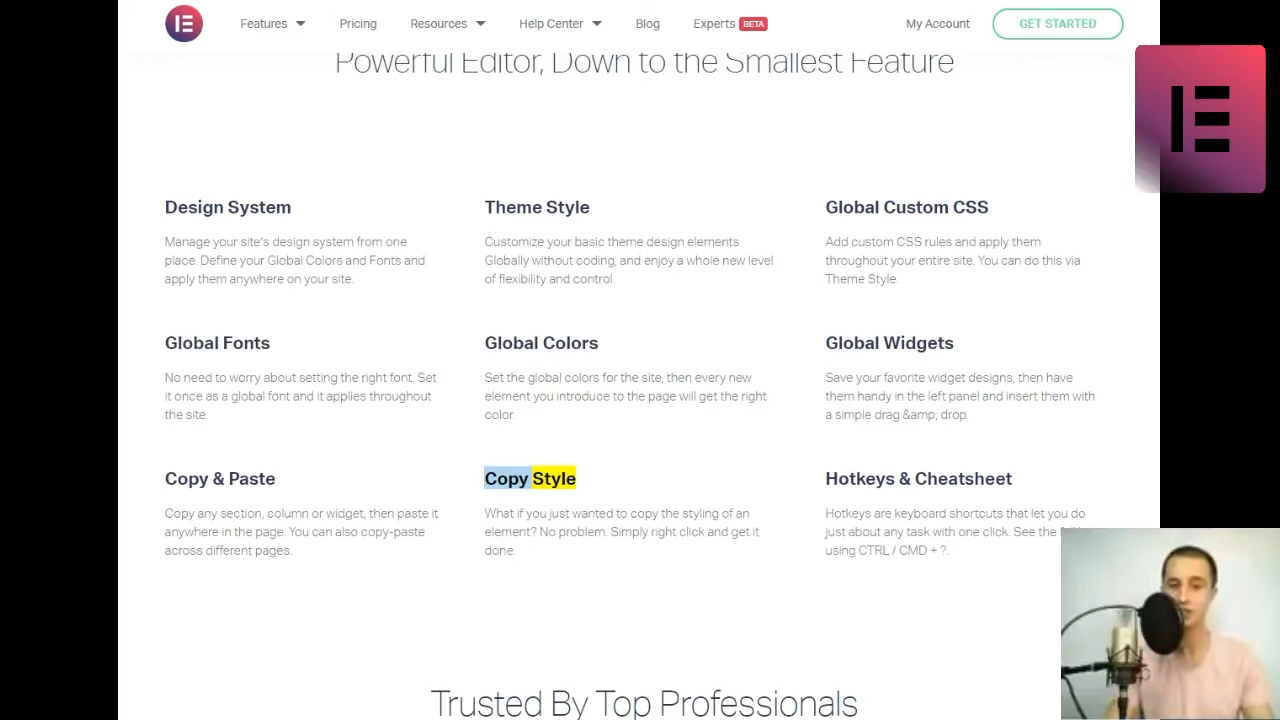 Features
Pricing
Resources
Help Center
Blog
Experts BETA
My Account
GET STARTED
Powerful Editor, Down to the Smallest Feature
Design System
Manage your site's design system from one
place. Define your Global Colors and Fonts and
apply them anywhere on your site.
Theme Style
Customize your basic theme design elements
Globally without coding, and enjoy a whole new level
of flexibility and control.
Global Custom CSS
Add custom CSS rules and apply them
throughout your entire site. You can do this via
Theme Style.
Global Fonts
No need to worry about setting the right font. Set
it once as a global font and it applies throughout
the site.
Global Colors
Set the global colors for the site, then every new
element you introduce to the page will get the right
color.
Global Widgets
Save your favorite widget designs, then have
them handy in the left panel and insert them with
a simple drag &amp; drop.
Copy & Paste
Copy any section, column or widget, then paste it
anywhere in the page. You can also copy-paste
across different pages.
Copy Style
What if you just wanted to copy the styling of an
element? No problem. Simply right click and get it
done.
Hotkeys & Cheatsheet
Hotkeys are keyboard shortcuts that let you do
just about any task with one click. See the
using CTRL / CMD + ?.
Trusted By Top Professionals